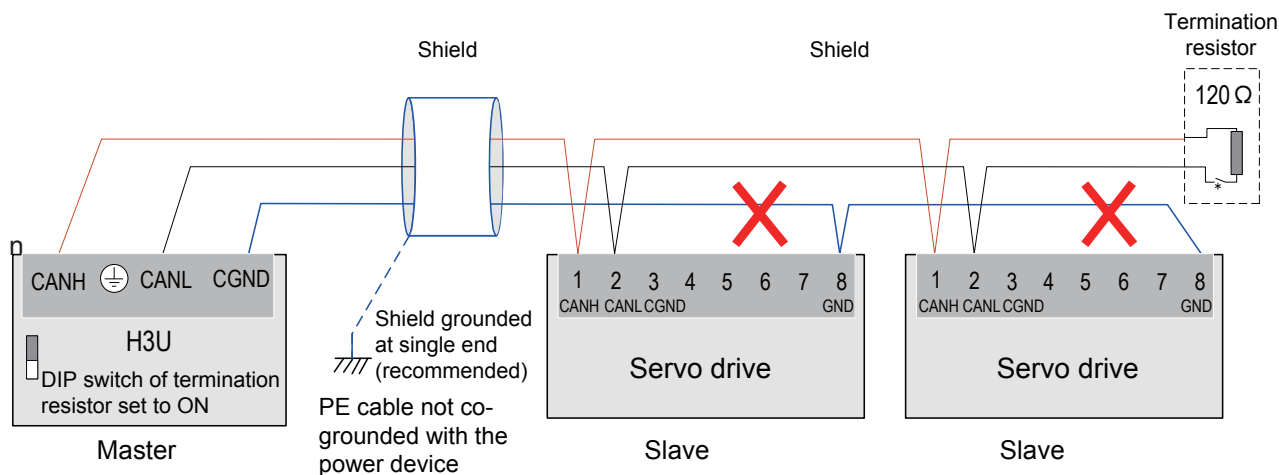 Termination
resistor
Shield
Shield
120 Ω
*
n
CANH CANL CGND
H3U
DIP switch of termination
resistor set to ON
Master
Shield grounded
at single end
(recommended)
PE cable not co-
grounded with the
power device
1 2 3 4 5 6 7 8
CANH CANL CGND GND
Servo drive
Slave
1 2 3 4 5 6 7 8
CANH CANL CGND GND
Servo drive
Slave